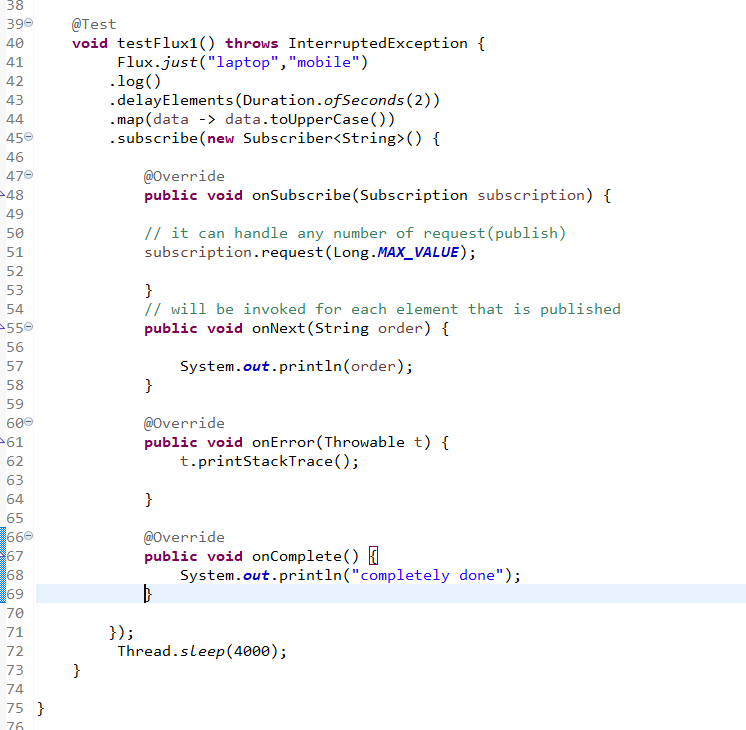 38
39 @Test
40 void testFlux1() throws InterruptedException {
41 Flux.just("laptop","mobile")
42 .log()
43 .delayElements(Duration.ofSeconds(2))
44 .map(data -> data.toUpperCase())
45 .subscribe(new Subscriber<String>() {
46
47 @Override
48 public void onSubscribe(Subscription subscription) {
49
50 // it can handle any number of request(publish)
51 subscription.request(Long.MAX_VALUE);
52
53 }
54 // will be invoked for each element that is published
55 public void onNext(String order) {
56
57 System.out.println(order);
58 }
59
60 @Override
61 public void onError(Throwable t) {
62 t.printStackTrace();
63
64 }
65
66 @Override
67 public void onComplete() {
68 System.out.println("completely done");
69 }
70
71 });
72 Thread.sleep(4000);
73 }
74
75 }
76